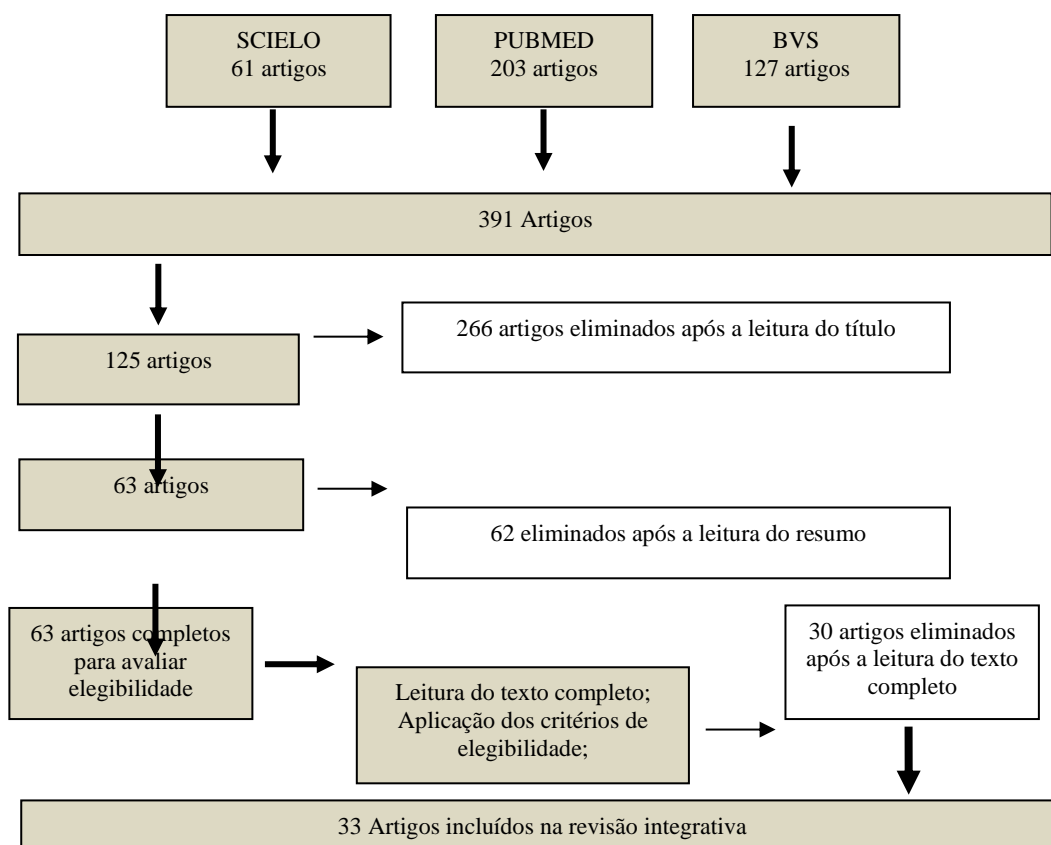 SCIELO
61 artigos
PUBMED
203 artigos
BVS
127 artigos
391 Artigos
266 artigos eliminados após a leitura do título
125 artigos
63 artigos
62 eliminados após a leitura do resumo
63 artigos completos
para avaliar
elegibilidade
Leitura do texto completo;
Aplicação dos critérios de
elegibilidade;
30 artigos eliminados
após a leitura do texto
completo
33 Artigos incluídos na revisão integrativa